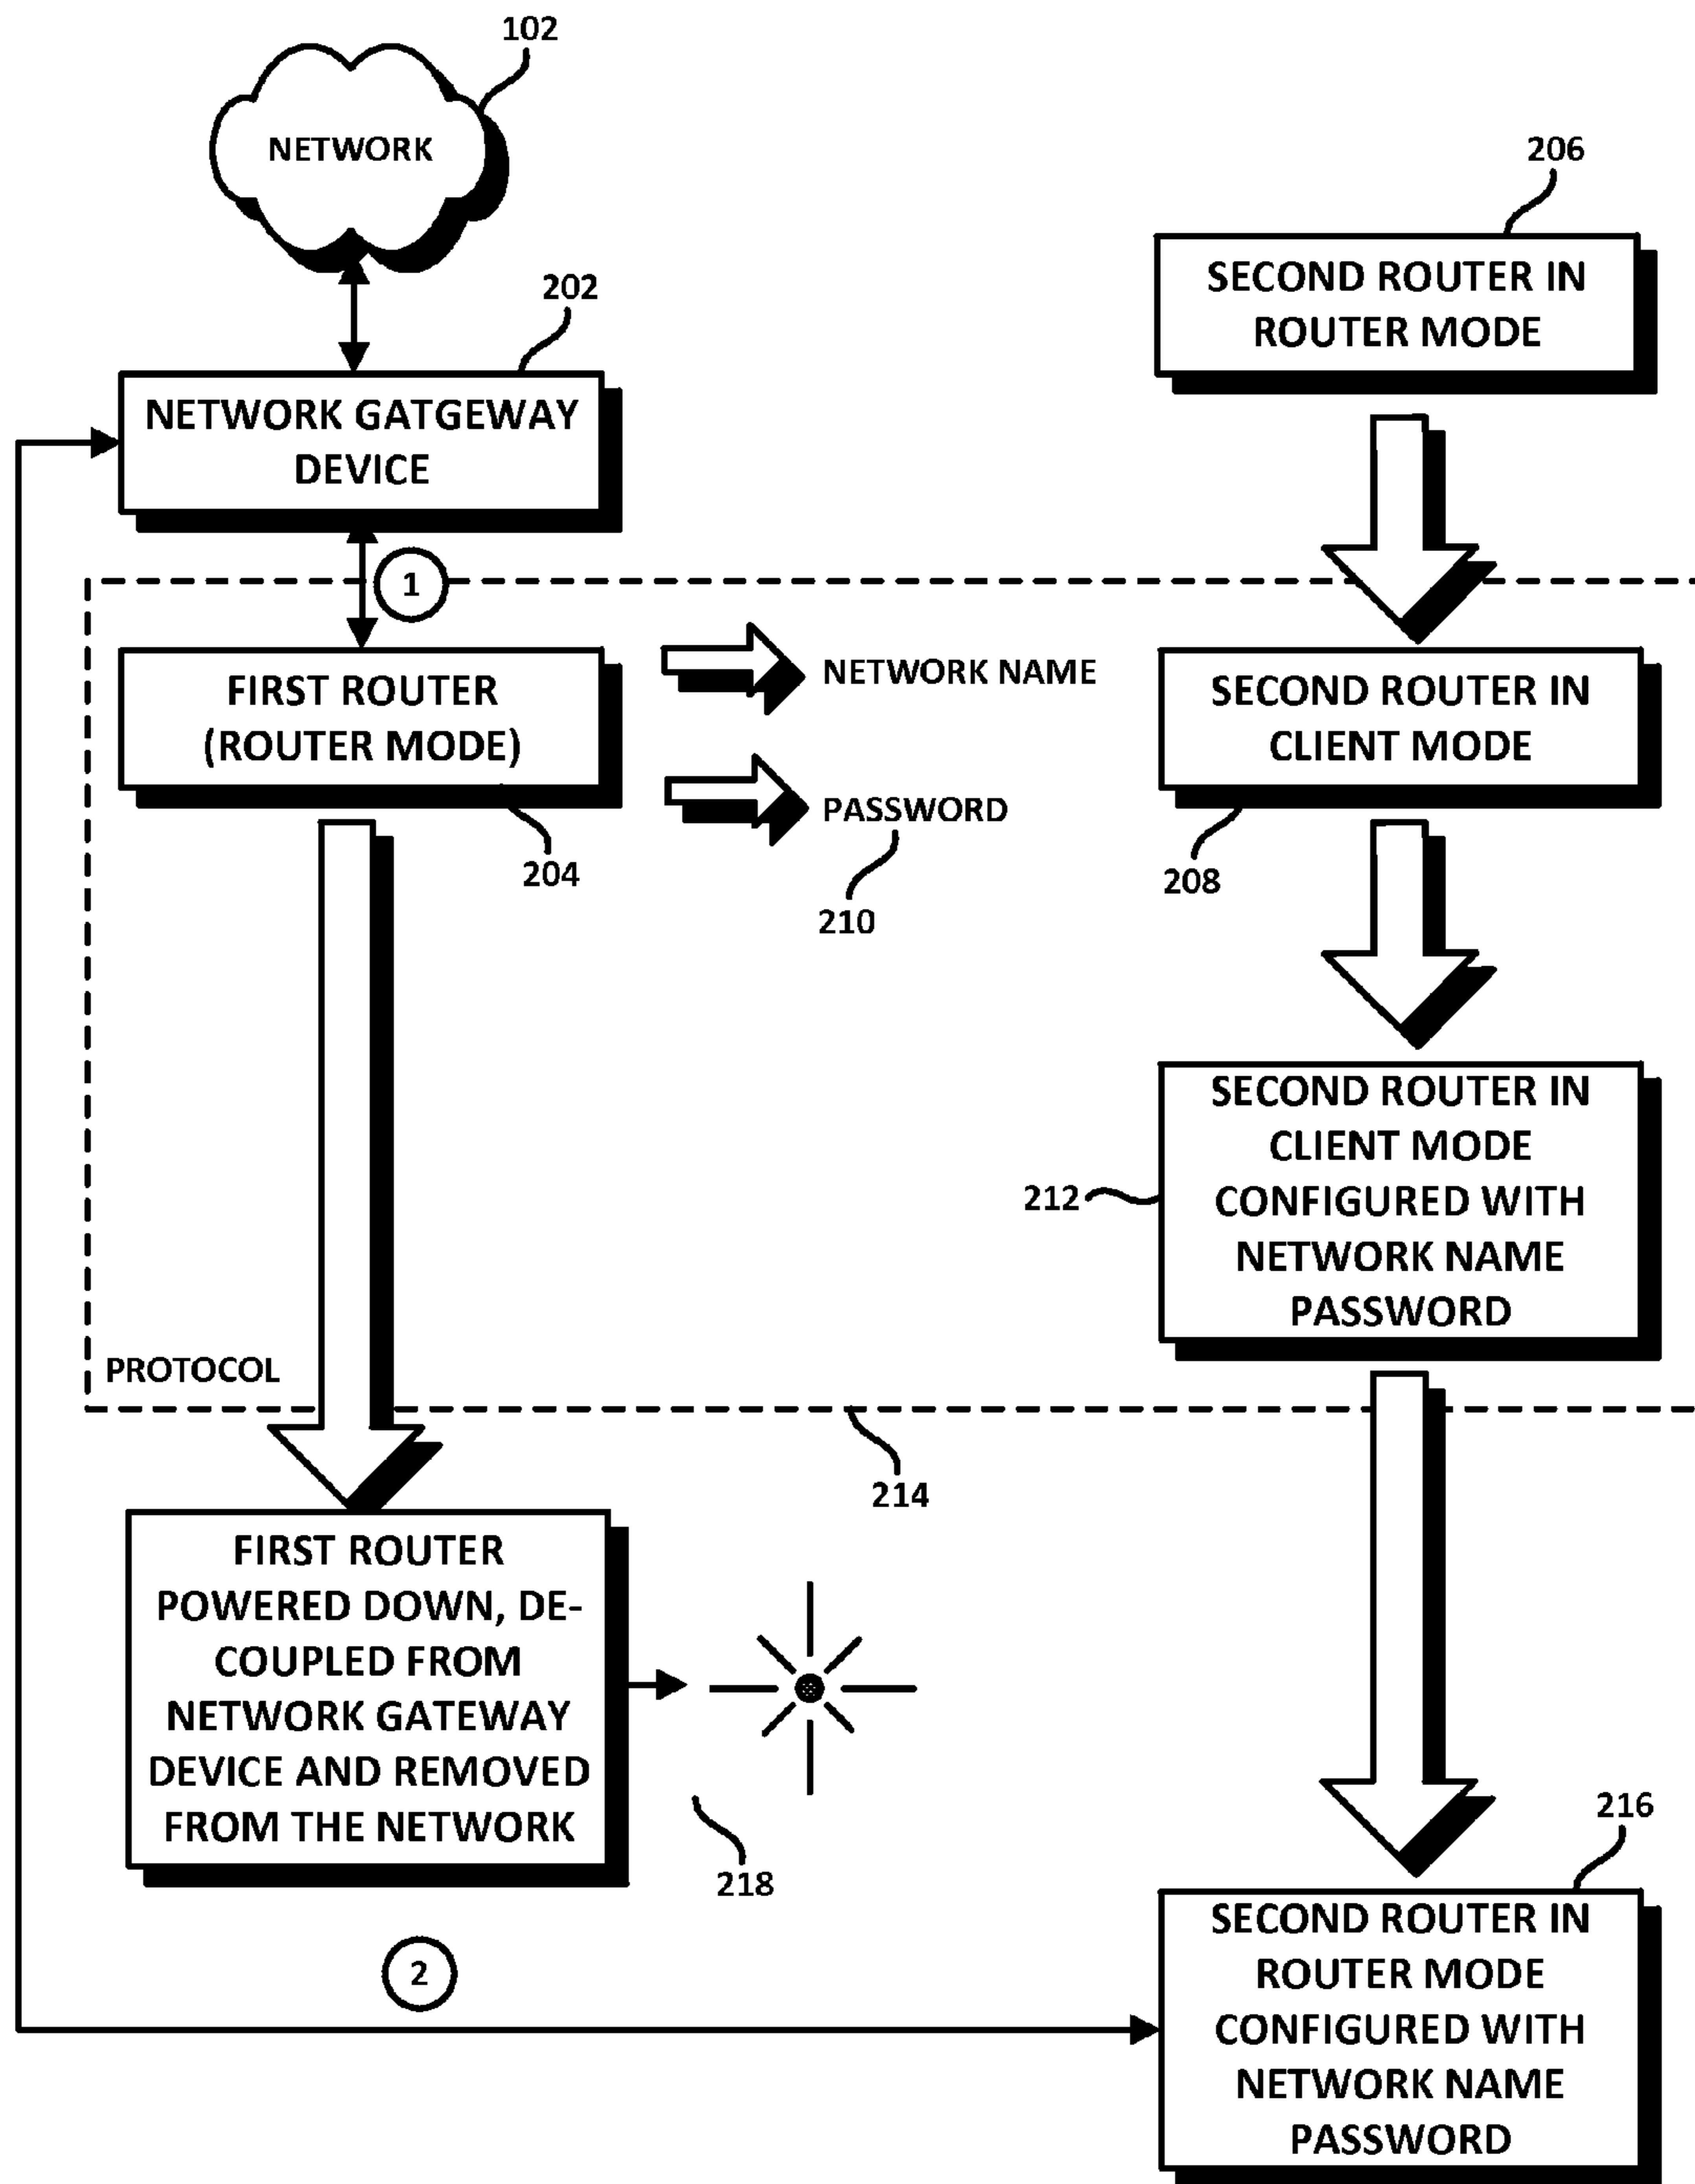 102
NETWORK
206
SECOND ROUTER IN
ROUTER MODE
202
NETWORK GATGEWAY
DEVICE
1
FIRST ROUTER
(ROUTER MODE)
204
NETWORK NAME
PASSWORD
210
SECOND ROUTER IN
CLIENT MODE
208
SECOND ROUTER IN
CLIENT MODE
CONFIGURED WITH
NETWORK NAME
PASSWORD
212
PROTOCOL
214
FIRST ROUTER
POWERED DOWN, DE-
COUPLED FROM
NETWORK GATEWAY
DEVICE AND REMOVED
FROM THE NETWORK
218
216
SECOND ROUTER IN
ROUTER MODE
CONFIGURED WITH
NETWORK NAME
PASSWORD
2